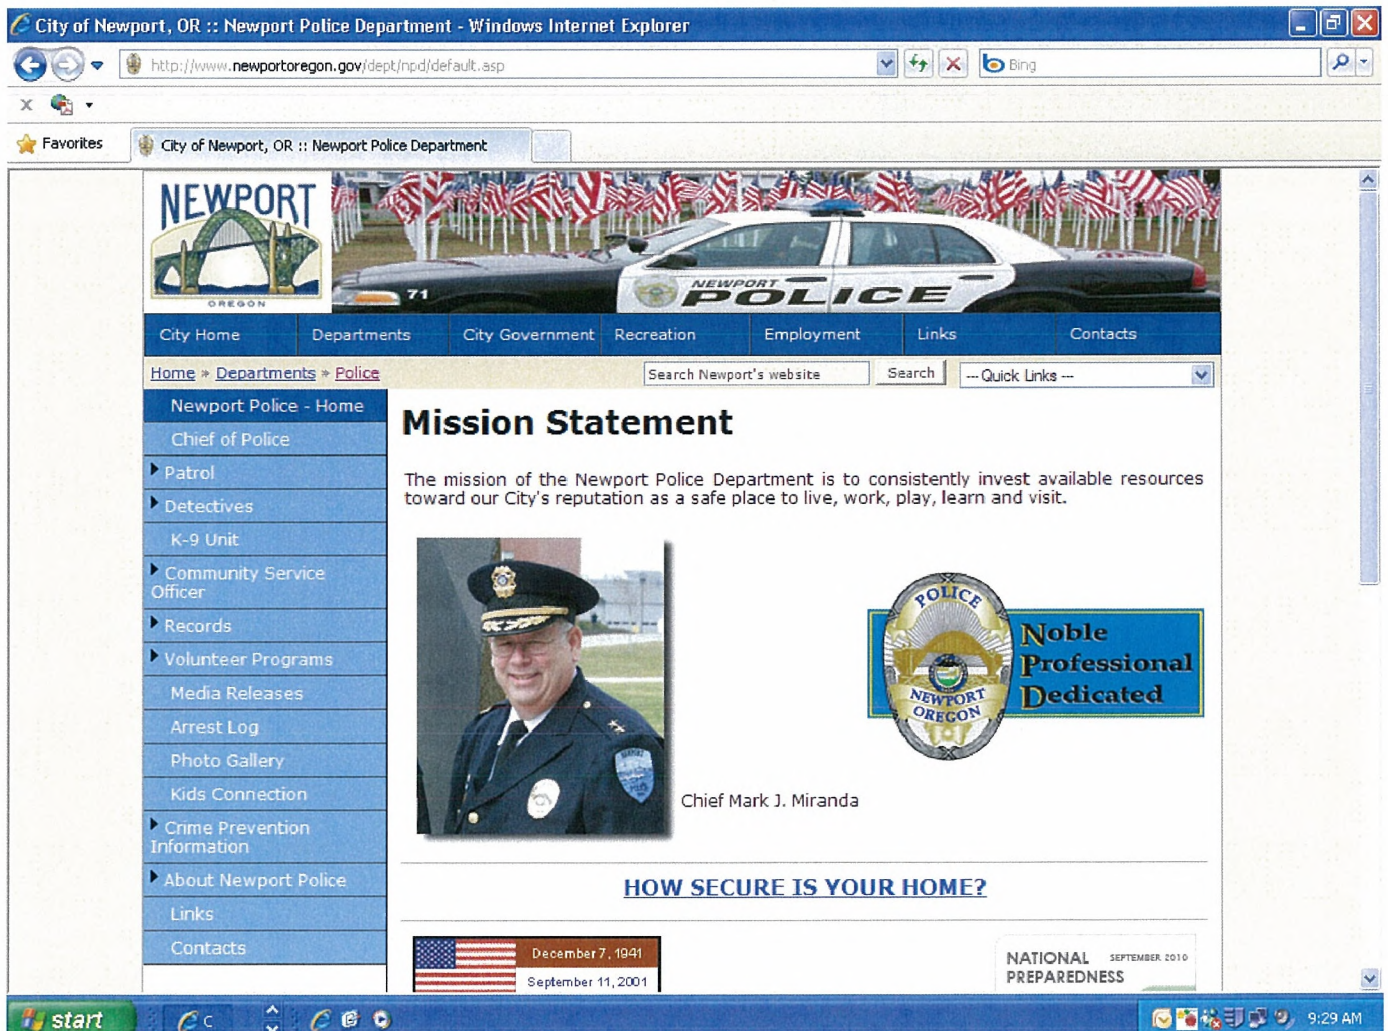 City of Newport, OR :: Newport Police Department - Windows Internet Explorer
http://www.newportoregon.gov/dept/npd/default.asp
Bing
Favorites
City of Newport, OR :: Newport Police Department
NEWPORT
OREGON
71
NEWPORT
POLICE
City Home Departments City Government Recreation Employment Links Contacts
Home » Departments » Police
Search Newport's website Search --- Quick Links ---
Newport Police - Home
Chief of Police
Patrol
Detectives
K-9 Unit
Community Service
Officer
Records
Volunteer Programs
Media Releases
Arrest Log
Photo Gallery
Kids Connection
Crime Prevention
Information
About Newport Police
Links
Contacts
Mission Statement
The mission of the Newport Police Department is to consistently invest available resources
toward our City's reputation as a safe place to live, work, play, learn and visit.
Chief Mark J. Miranda
POLICE
NEWPORT
OREGON
Noble
Professional
Dedicated
HOW SECURE IS YOUR HOME?
December 7, 1941
September 11, 2001
NATIONAL SEPTEMBER 2010
PREPAREDNESS
start
C
9:29 AM